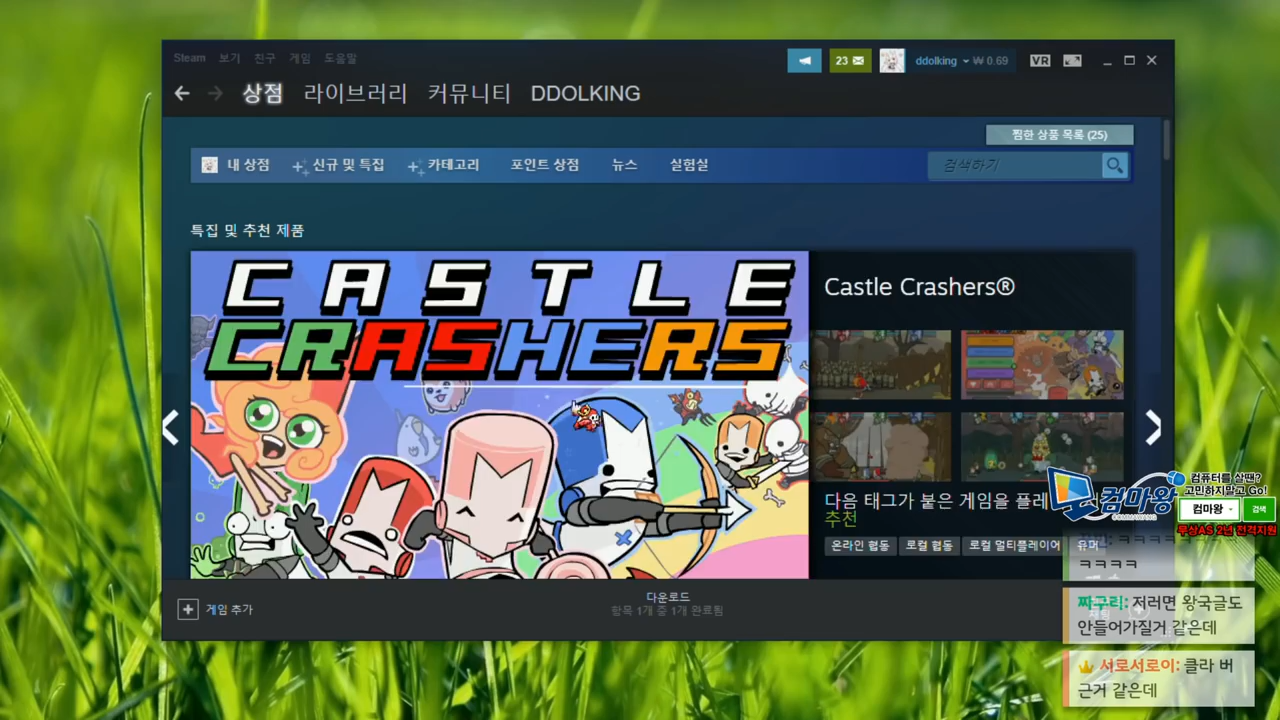 Steam 보기 친구 게임 도움말
23 ddolking ₩ 0.69 VR
상점 라이브러리 커뮤니티 DDOLKING
찜한 상품 목록 (25)
내 상점 신규 및 특집 카테고리 포인트 상점 뉴스 실험실 검색하기
특집 및 추천 제품
CASTLE
CRASHERS
Castle Crashers®
다음 태그가 붙은 게임을 플레
추천
온라인 협동 로컬 협동 로컬 멀티플레이어 유머
컴퓨터를 살땐?
고민하지말고 Go!
컴마왕
COMMAWANG
컴마왕 검색
무상AS 2년 전격지원
ㅋㅋㅋㅋ
짜구리: 저러면 왕국글도
안들어가질거 같은데
서로서로이: 클라 버
근거 같은데
게임 추가
다운로드
항목 1개 중 1개 완료됨